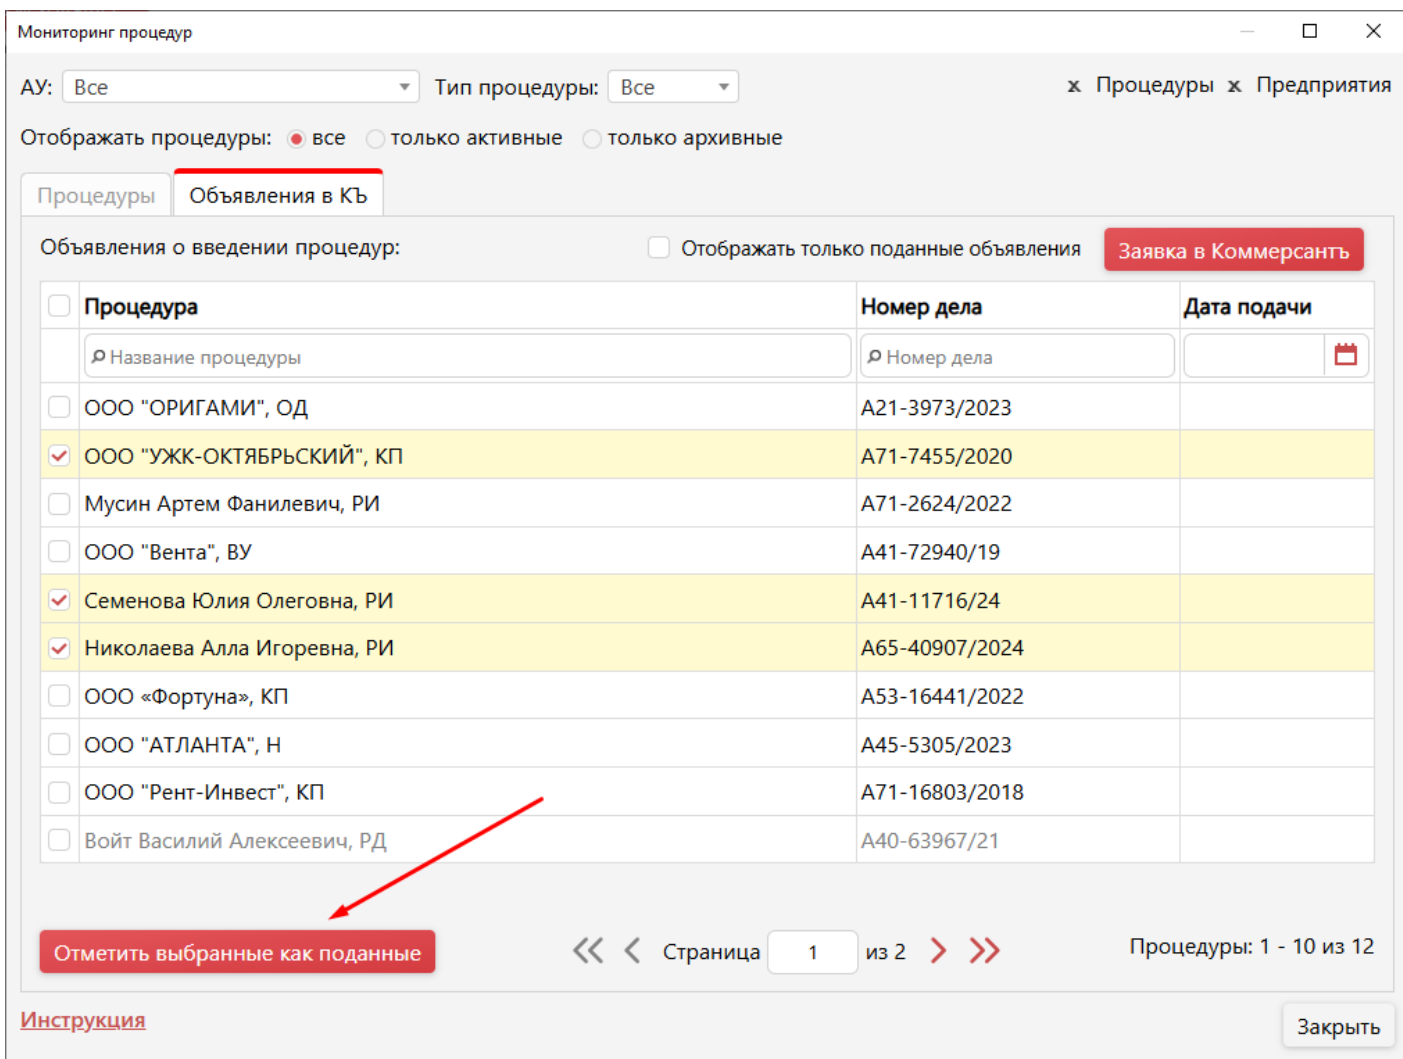 Мониторинг процедур
АУ: Все Тип процедуры: Все x Процедуры x Предприятия
Отображать процедуры: все только активные только архивные
Процедуры Объявления в КЪ
Объявления о введении процедур: Отображать только поданные объявления Заявка в Коммерсантъ
Процедура Номер дела Дата подачи
Название процедуры Номер дела
ООО "ОРИГАМИ", ОД А21-3973/2023
ООО "УЖК-ОКТЯБРЬСКИЙ", КП А71-7455/2020
Мусин Артем Фанилевич, РИ А71-2624/2022
ООО "Вента", ВУ А41-72940/19
Семенова Юлия Олеговна, РИ А41-11716/24
Николаева Алла Игоревна, РИ А65-40907/2024
ООО «Фортуна», КП А53-16441/2022
ООО "АТЛАНТА", Н А45-5305/2023
ООО "Рент-Инвест", КП А71-16803/2018
Войт Василий Алексеевич, РД А40-63967/21
Отметить выбранные как поданные Страница 1 из 2 Процедуры: 1 - 10 из 12
Инструкция Закрыть